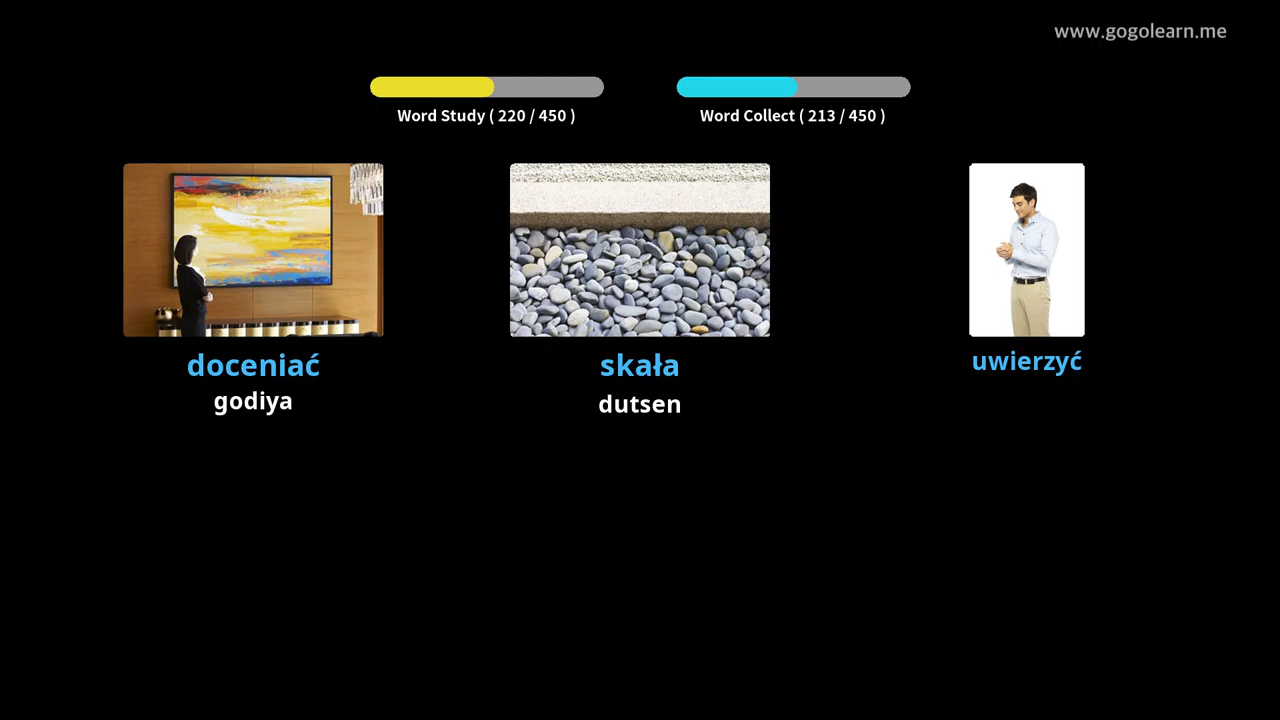 www.gogolearn.me
Word Study ( 220 / 450 )
Word Collect ( 213 / 450 )
doceniać
skała
uwierzyć
godiya
dutsen